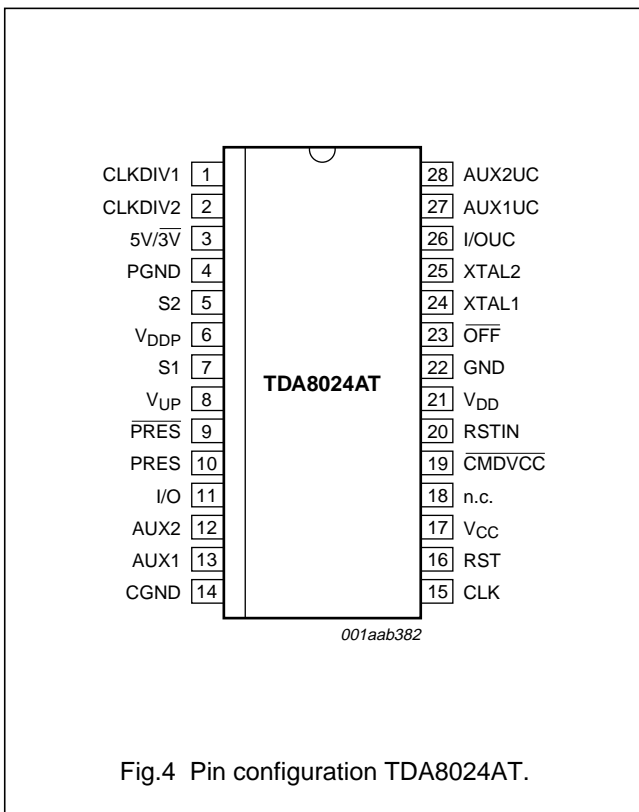 CLKDIV1 1
CLKDIV2 2
5V/3V̅ 3
PGND 4
S2 5
VDDP 6
S1 7
VUP 8
P̅R̅E̅S̅ 9
PRES 10
I/O 11
AUX2 12
AUX1 13
CGND 14
TDA8024AT
28 AUX2UC
27 AUX1UC
26 I/OUC
25 XTAL2
24 XTAL1
23 O̅F̅F̅
22 GND
21 VDD
20 RSTIN
19 C̅M̅D̅V̅C̅C̅
18 n.c.
17 VCC
16 RST
15 CLK
001aab382
Fig.4 Pin configuration TDA8024AT.